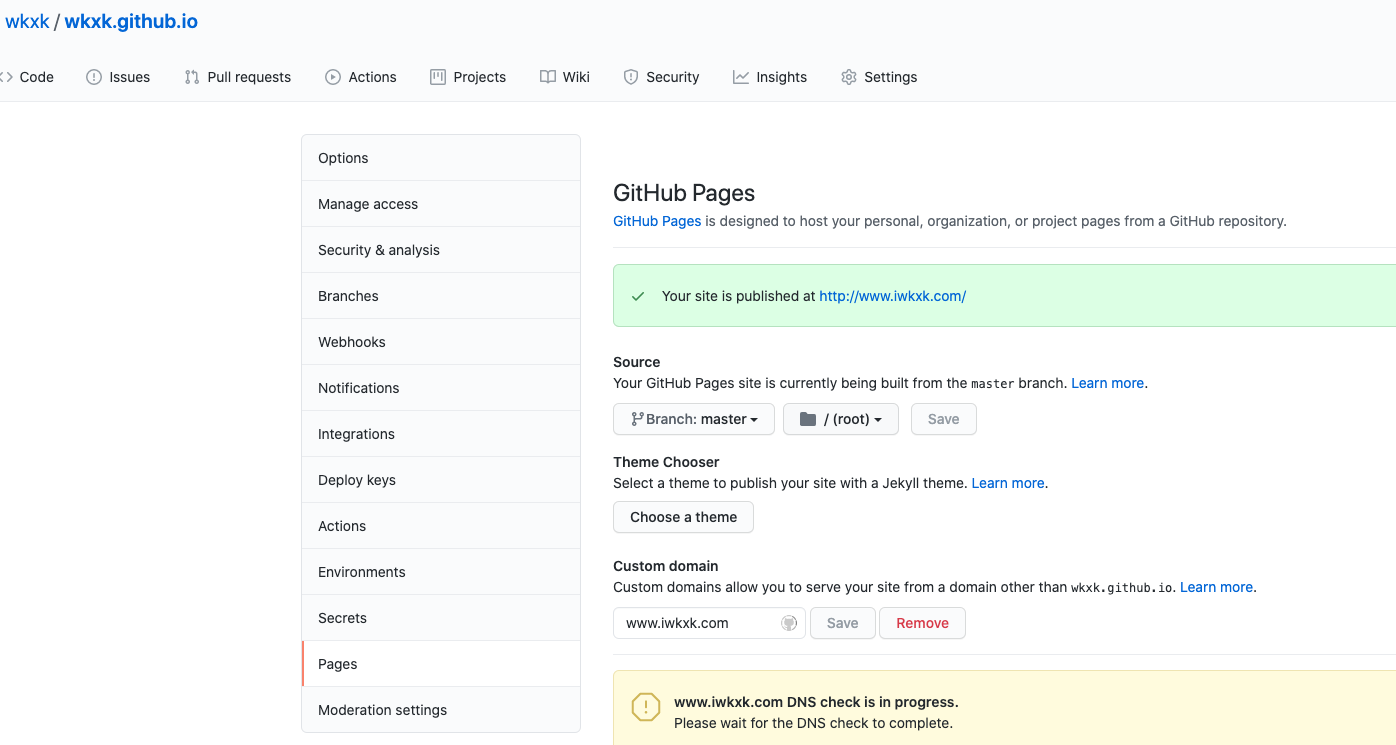 wkxk / wkxk.github.io
Code Issues Pull requests Actions Projects Wiki Security Insights Settings
Options
Manage access
Security & analysis
Branches
Webhooks
Notifications
Integrations
Deploy keys
Actions
Environments
Secrets
Pages
Moderation settings
GitHub Pages
GitHub Pages is designed to host your personal, organization, or project pages from a GitHub repository.
Your site is published at http://www.iwkxk.com/
Source
Your GitHub Pages site is currently being built from the master branch. Learn more.
Branch: master / (root) Save
Theme Chooser
Select a theme to publish your site with a Jekyll theme. Learn more.
Choose a theme
Custom domain
Custom domains allow you to serve your site from a domain other than wkxk.github.io. Learn more.
www.iwkxk.com Save Remove
www.iwkxk.com DNS check is in progress.
Please wait for the DNS check to complete.